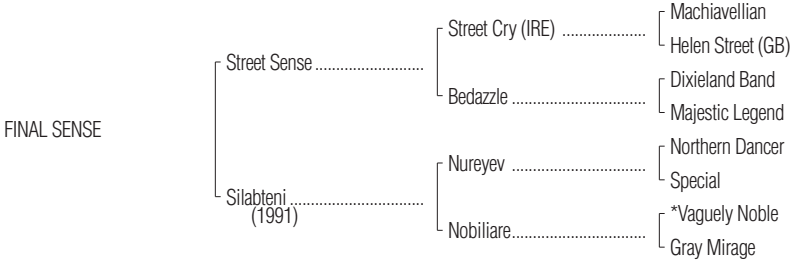 Machiavellian
Street Cry (IRE) ....................
Helen Street (GB)
Street Sense ..........................
Dixieland Band
Bedazzle ................................
Majestic Legend
FINAL SENSE
Northern Dancer
Nureyev ................................
Special
Silabteni ................................
(1991)
*Vaguely Noble
Nobiliare ................................
Gray Mirage